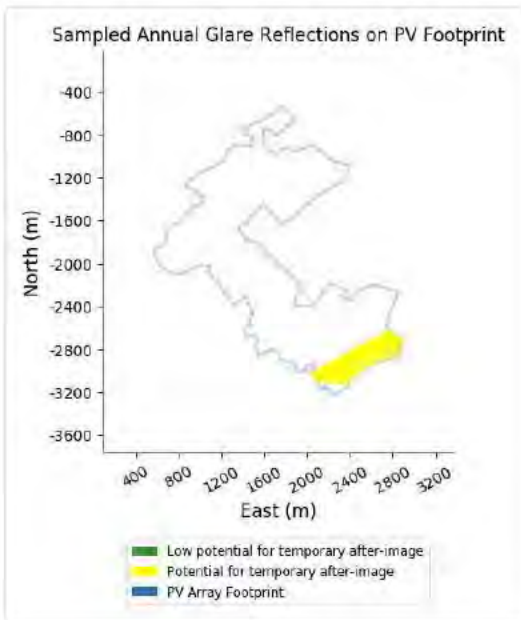 Sampled Annual Glare Reflections on PV Footprint
-400
-800
-1200
-1600
-2000
-2400
-2800
-3200
-3600
North (m)
400
800
1200
1600
2000
2400
2800
3200
East (m)
Low potential for temporary after-image
Potential for temporary after-image
PV Array Footprint